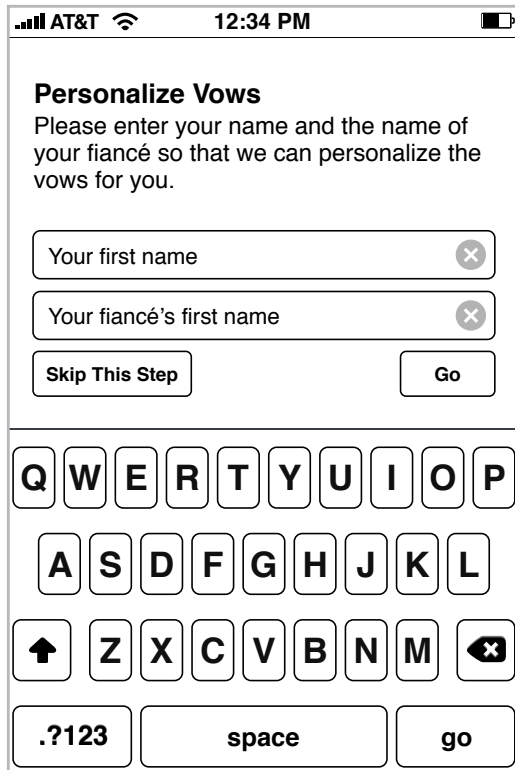 AT&T 12:34 PM
Personalize Vows
Please enter your name and the name of
your fiancé so that we can personalize the
vows for you.
Your first name
Your fiancé's first name
Skip This Step Go
Q W E R T Y U I O P
A S D F G H J K L
Z X C V B N M
.?123 space go